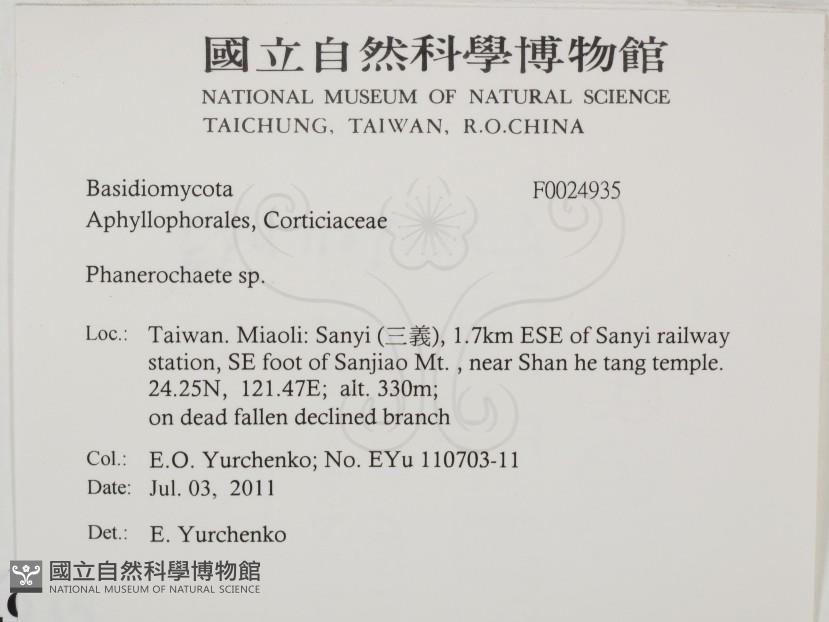 國立自然科學博物館
NATIONAL MUSEUM OF NATURAL SCIENCE
TAICHUNG, TAIWAN, R.O.CHINA
Basidiomycota F0024935
Aphyllophorales, Corticiaceae
Phanerochaete sp.
Loc.: Taiwan. Miaoli: Sanyi (三義), 1.7km ESE of Sanyi railway
station, SE foot of Sanjiao Mt. , near Shan he tang temple.
24.25N, 121.47E; alt. 330m;
on dead fallen declined branch
Col.: E.O. Yurchenko; No. EYu 110703-11
Date: Jul. 03, 2011
Det.: E. Yurchenko
國立自然科學博物館
NATIONAL MUSEUM OF NATURAL SCIENCE